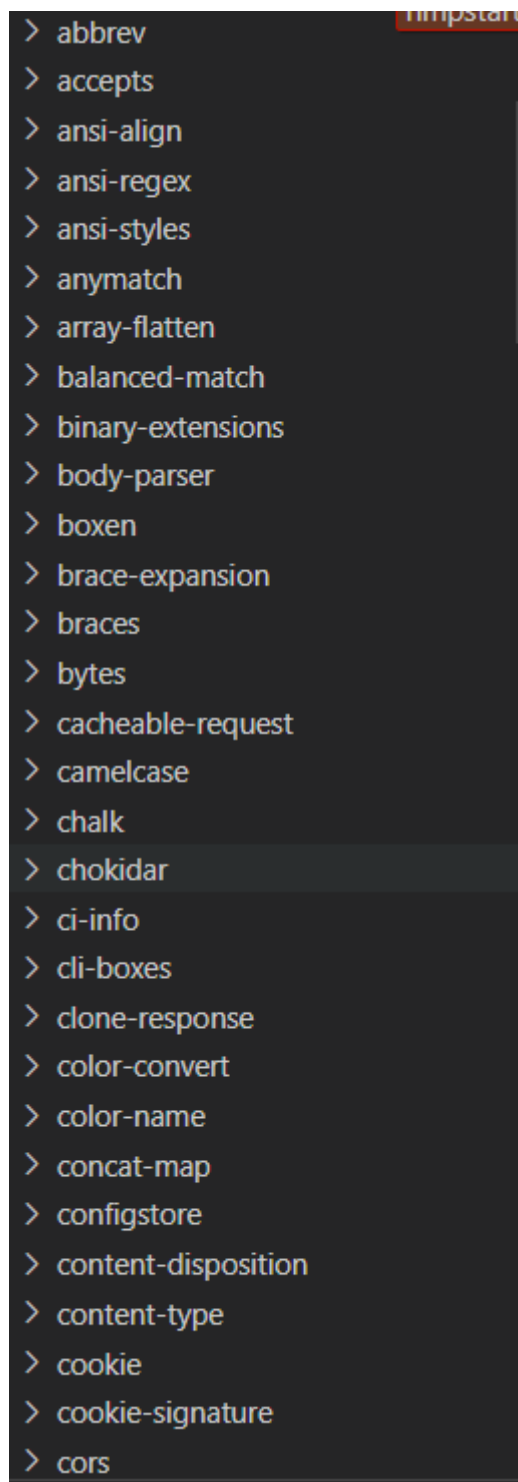 abbrev
accepts
ansi-align
ansi-regex
ansi-styles
anymatch
array-flatten
balanced-match
binary-extensions
body-parser
boxen
brace-expansion
braces
bytes
cacheable-request
camelcase
chalk
chokidar
ci-info
cli-boxes
clone-response
color-convert
color-name
concat-map
configstore
content-disposition
content-type
cookie
cookie-signature
cors